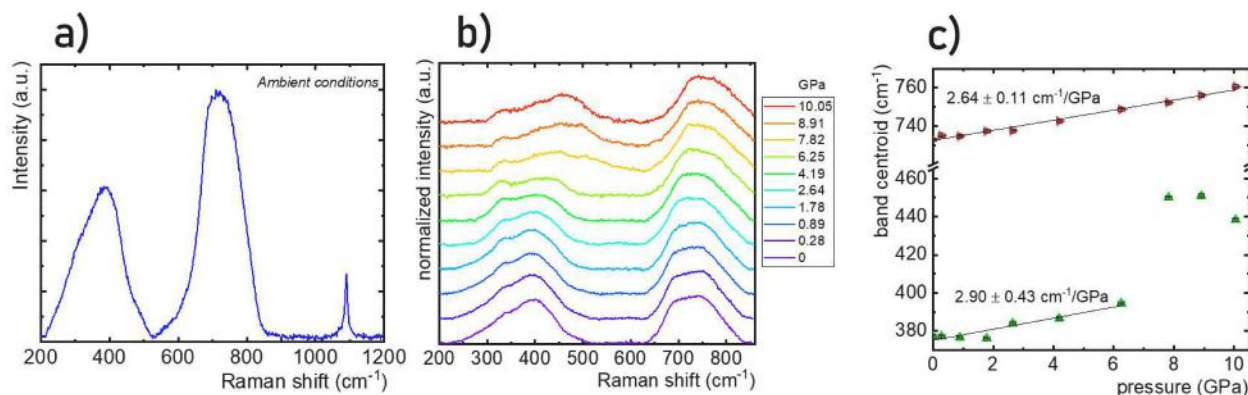 a)
Ambient conditions
Intensity (a.u.)
200 400 600 800 1000 1200
Raman shift (cm-1)
b)
normalized intensity (a.u.)
200 300 400 500 600 700 800
Raman shift (cm-1)
GPa
10.05
8.91
7.82
6.25
4.19
2.64
1.78
0.89
0.28
0
c)
band centroid (cm-1)
760
740
450
440
400
380
2.64 ± 0.11 cm-1/GPa
2.90 ± 0.43 cm-1/GPa
0 2 4 6 8 10
pressure (GPa)